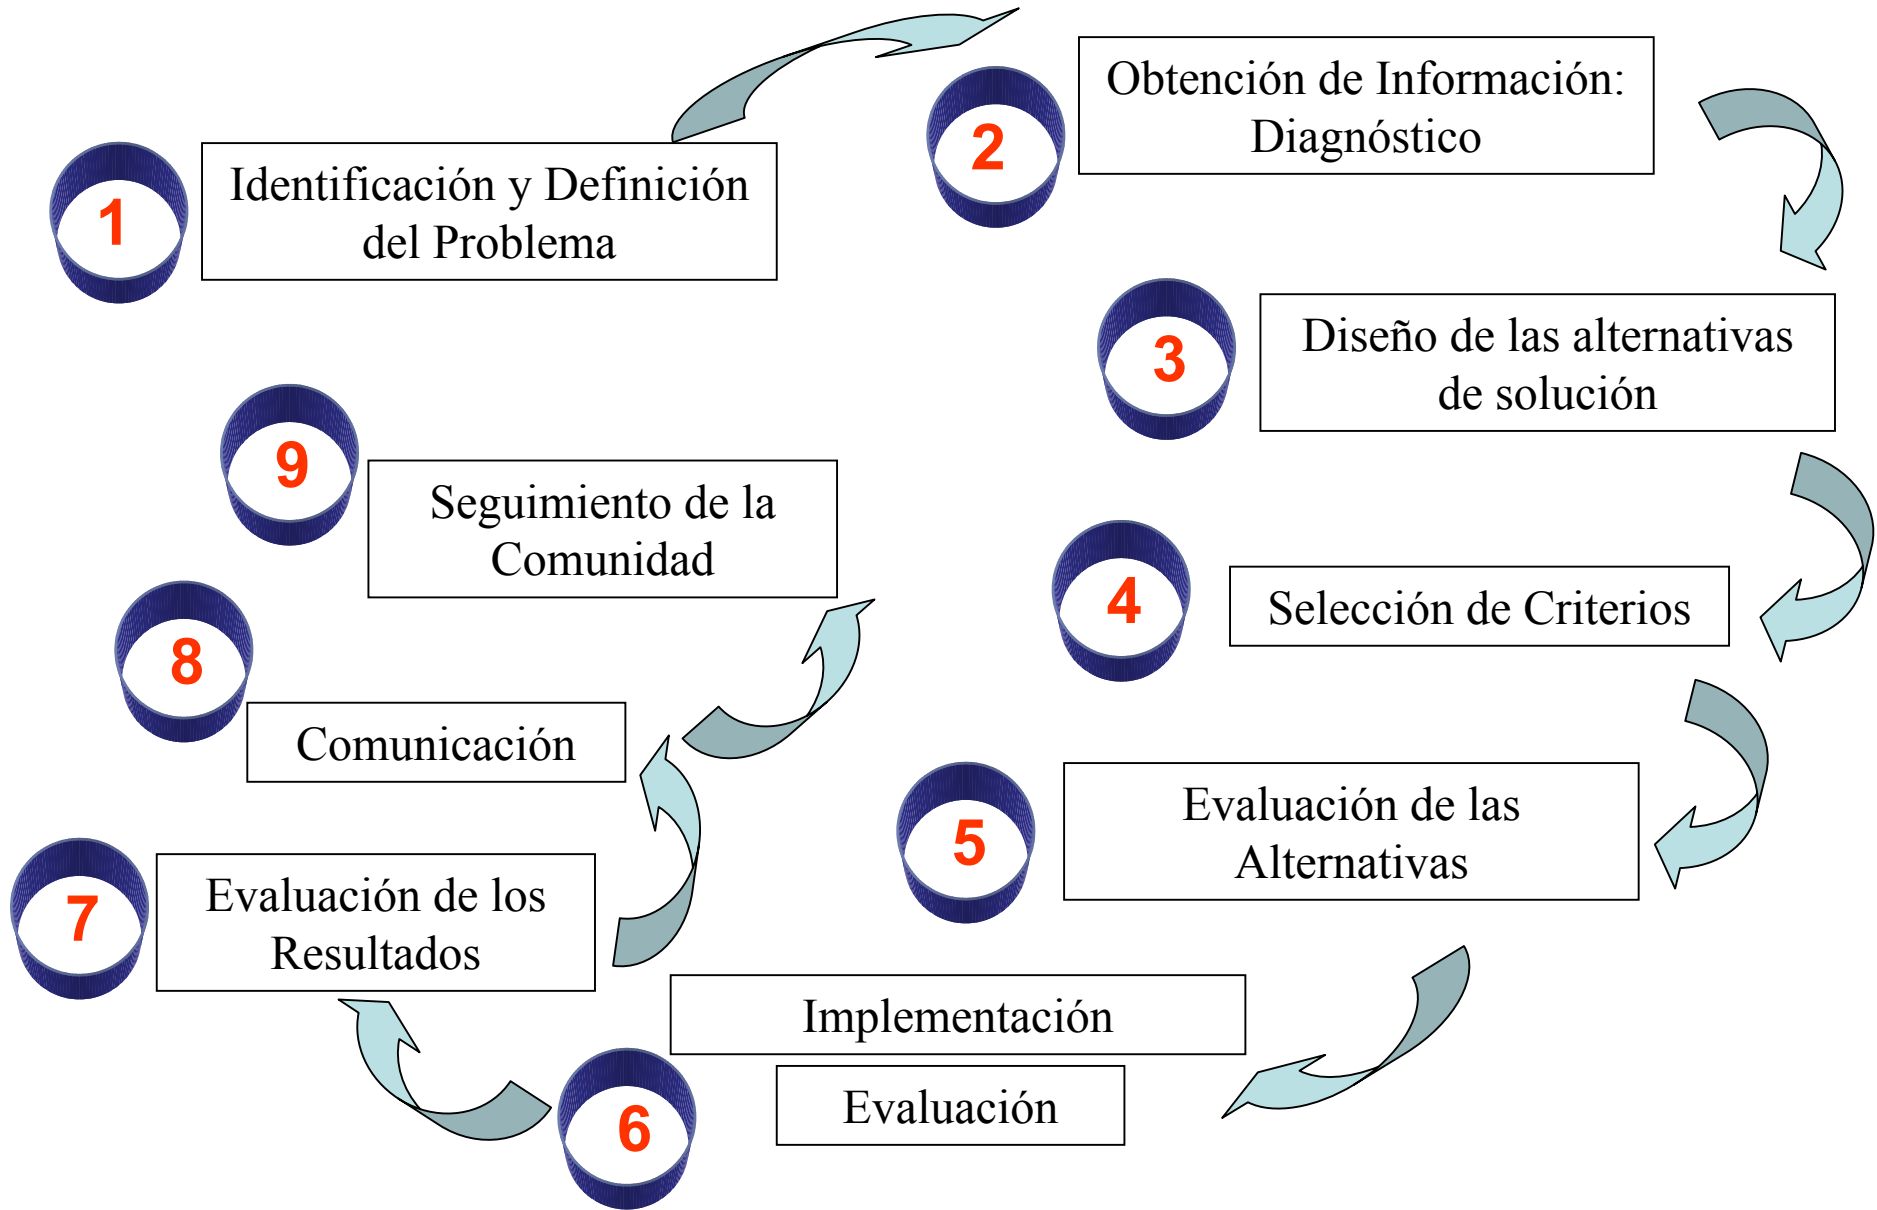 1
Identificación y Definición
del Problema
2
Obtención de Información:
Diagnóstico
3
Diseño de las alternativas
de solución
4
Selección de Criterios
5
Evaluación de las
Alternativas
6
Implementación
Evaluación
7
Evaluación de los
Resultados
8
Comunicación
9
Seguimiento de la
Comunidad